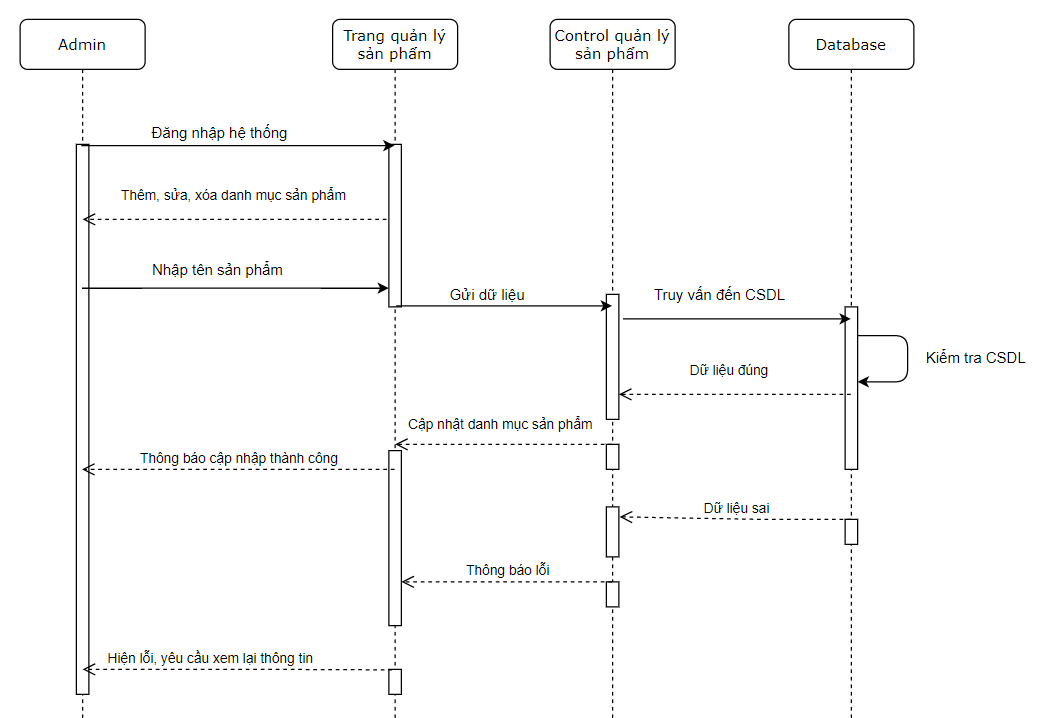 Admin
Trang quản lý
sản phẩm
Control quản lý
sản phẩm
Database
Đăng nhập hệ thống
Thêm, sửa, xóa danh mục sản phẩm
Nhập tên sản phẩm
Gửi dữ liệu
Truy vấn đến CSDL
Kiểm tra CSDL
Dữ liệu đúng
Cập nhật danh mục sản phẩm
Thông báo cập nhập thành công
Dữ liệu sai
Thông báo lỗi
Hiện lỗi, yêu cầu xem lại thông tin